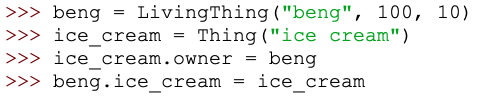 >>> beng = LivingThing("beng", 100, 10)
>>> ice_cream = Thing("ice cream")
>>> ice_cream.owner = beng
>>> beng.ice_cream = ice_cream